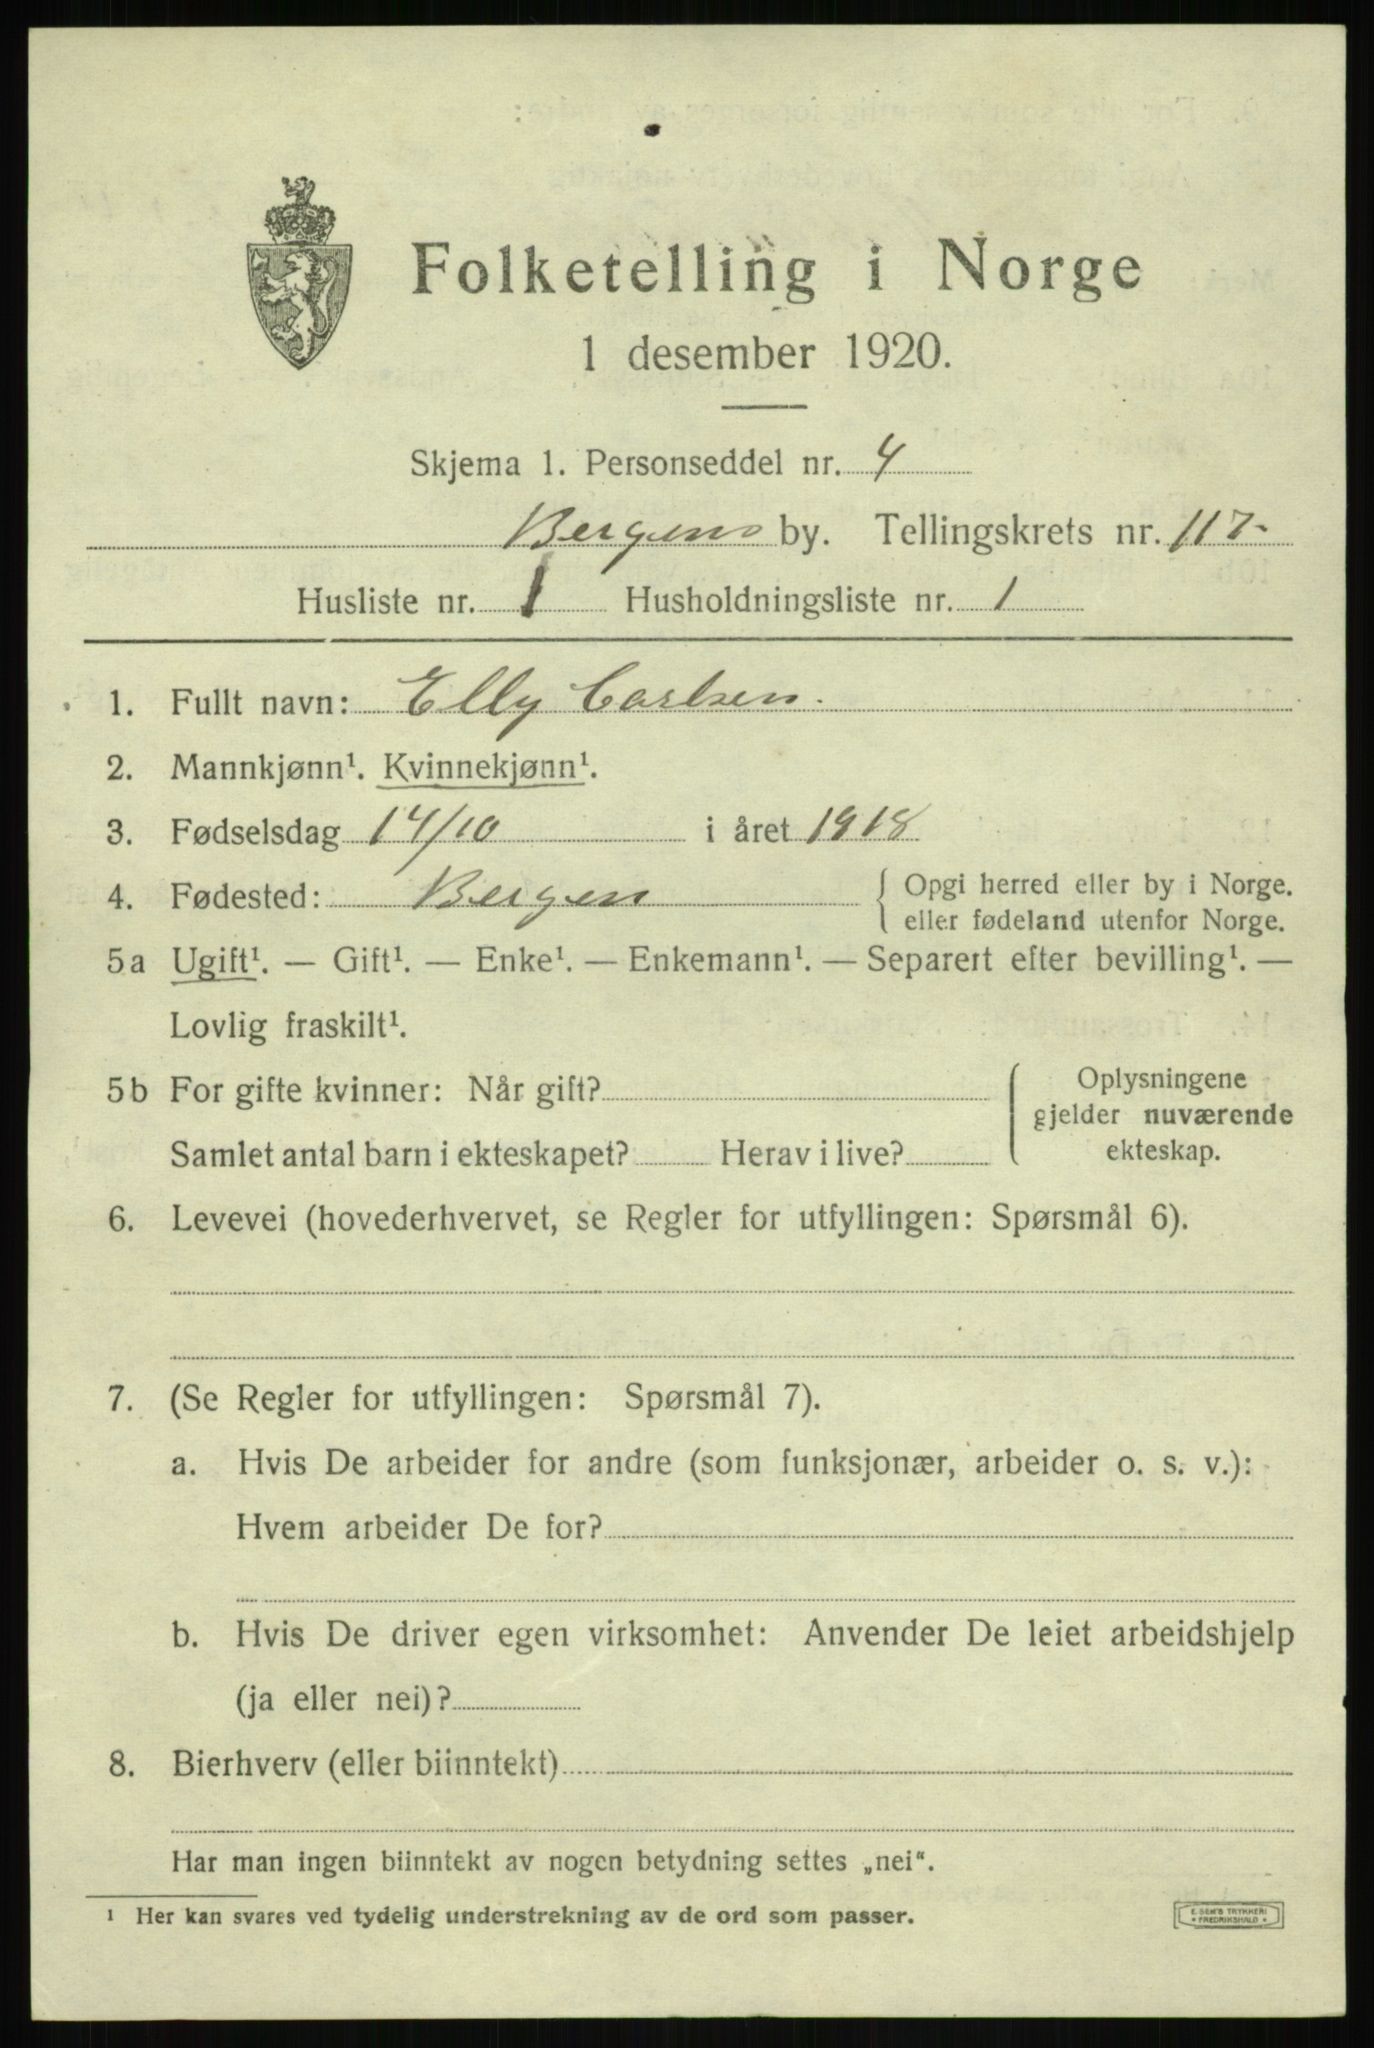 Folketelling i Norge
1 desember 1920.
Skjema 1. Personseddel nr. 4
Bergens by. Tellingskrets nr. 117-
Husliste nr. 1 Husholdningsliste nr. 1
1. Fullt navn: Elly Carlsen.
2. Mannkjønn¹. Kvinnekjønn¹.
3. Fødselsdag 14/10 i året 1918
4. Fødested: Bergen { Opgi herred eller by i Norge.
eller fødeland utenfor Norge.
5a Ugift¹. — Gift¹. — Enke¹. — Enkemann¹. — Separert efter bevilling¹. —
Lovlig fraskilt¹.
5b For gifte kvinner: Når gift?
Samlet antal barn i ekteskapet? Herav i live?
Oplysningene
gjelder nuværende
ekteskap.
6. Levevei (hovederhvervet, se Regler for utfyllingen: Spørsmål 6).
7. (Se Regler for utfyllingen: Spørsmål 7).
a. Hvis De arbeider for andre (som funksjonær, arbeider o. s. v.):
Hvem arbeider De for?
b. Hvis De driver egen virksomhet: Anvender De leiet arbeidshjelp
(ja eller nei)?
8. Bierhverv (eller biinntekt)
Har man ingen biinntekt av nogen betydning settes „nei“.
¹ Her kan svares ved tydelig understrekning av de ord som passer.
E. SEM'S TRYKKERI
* FREDRIKSHALD *